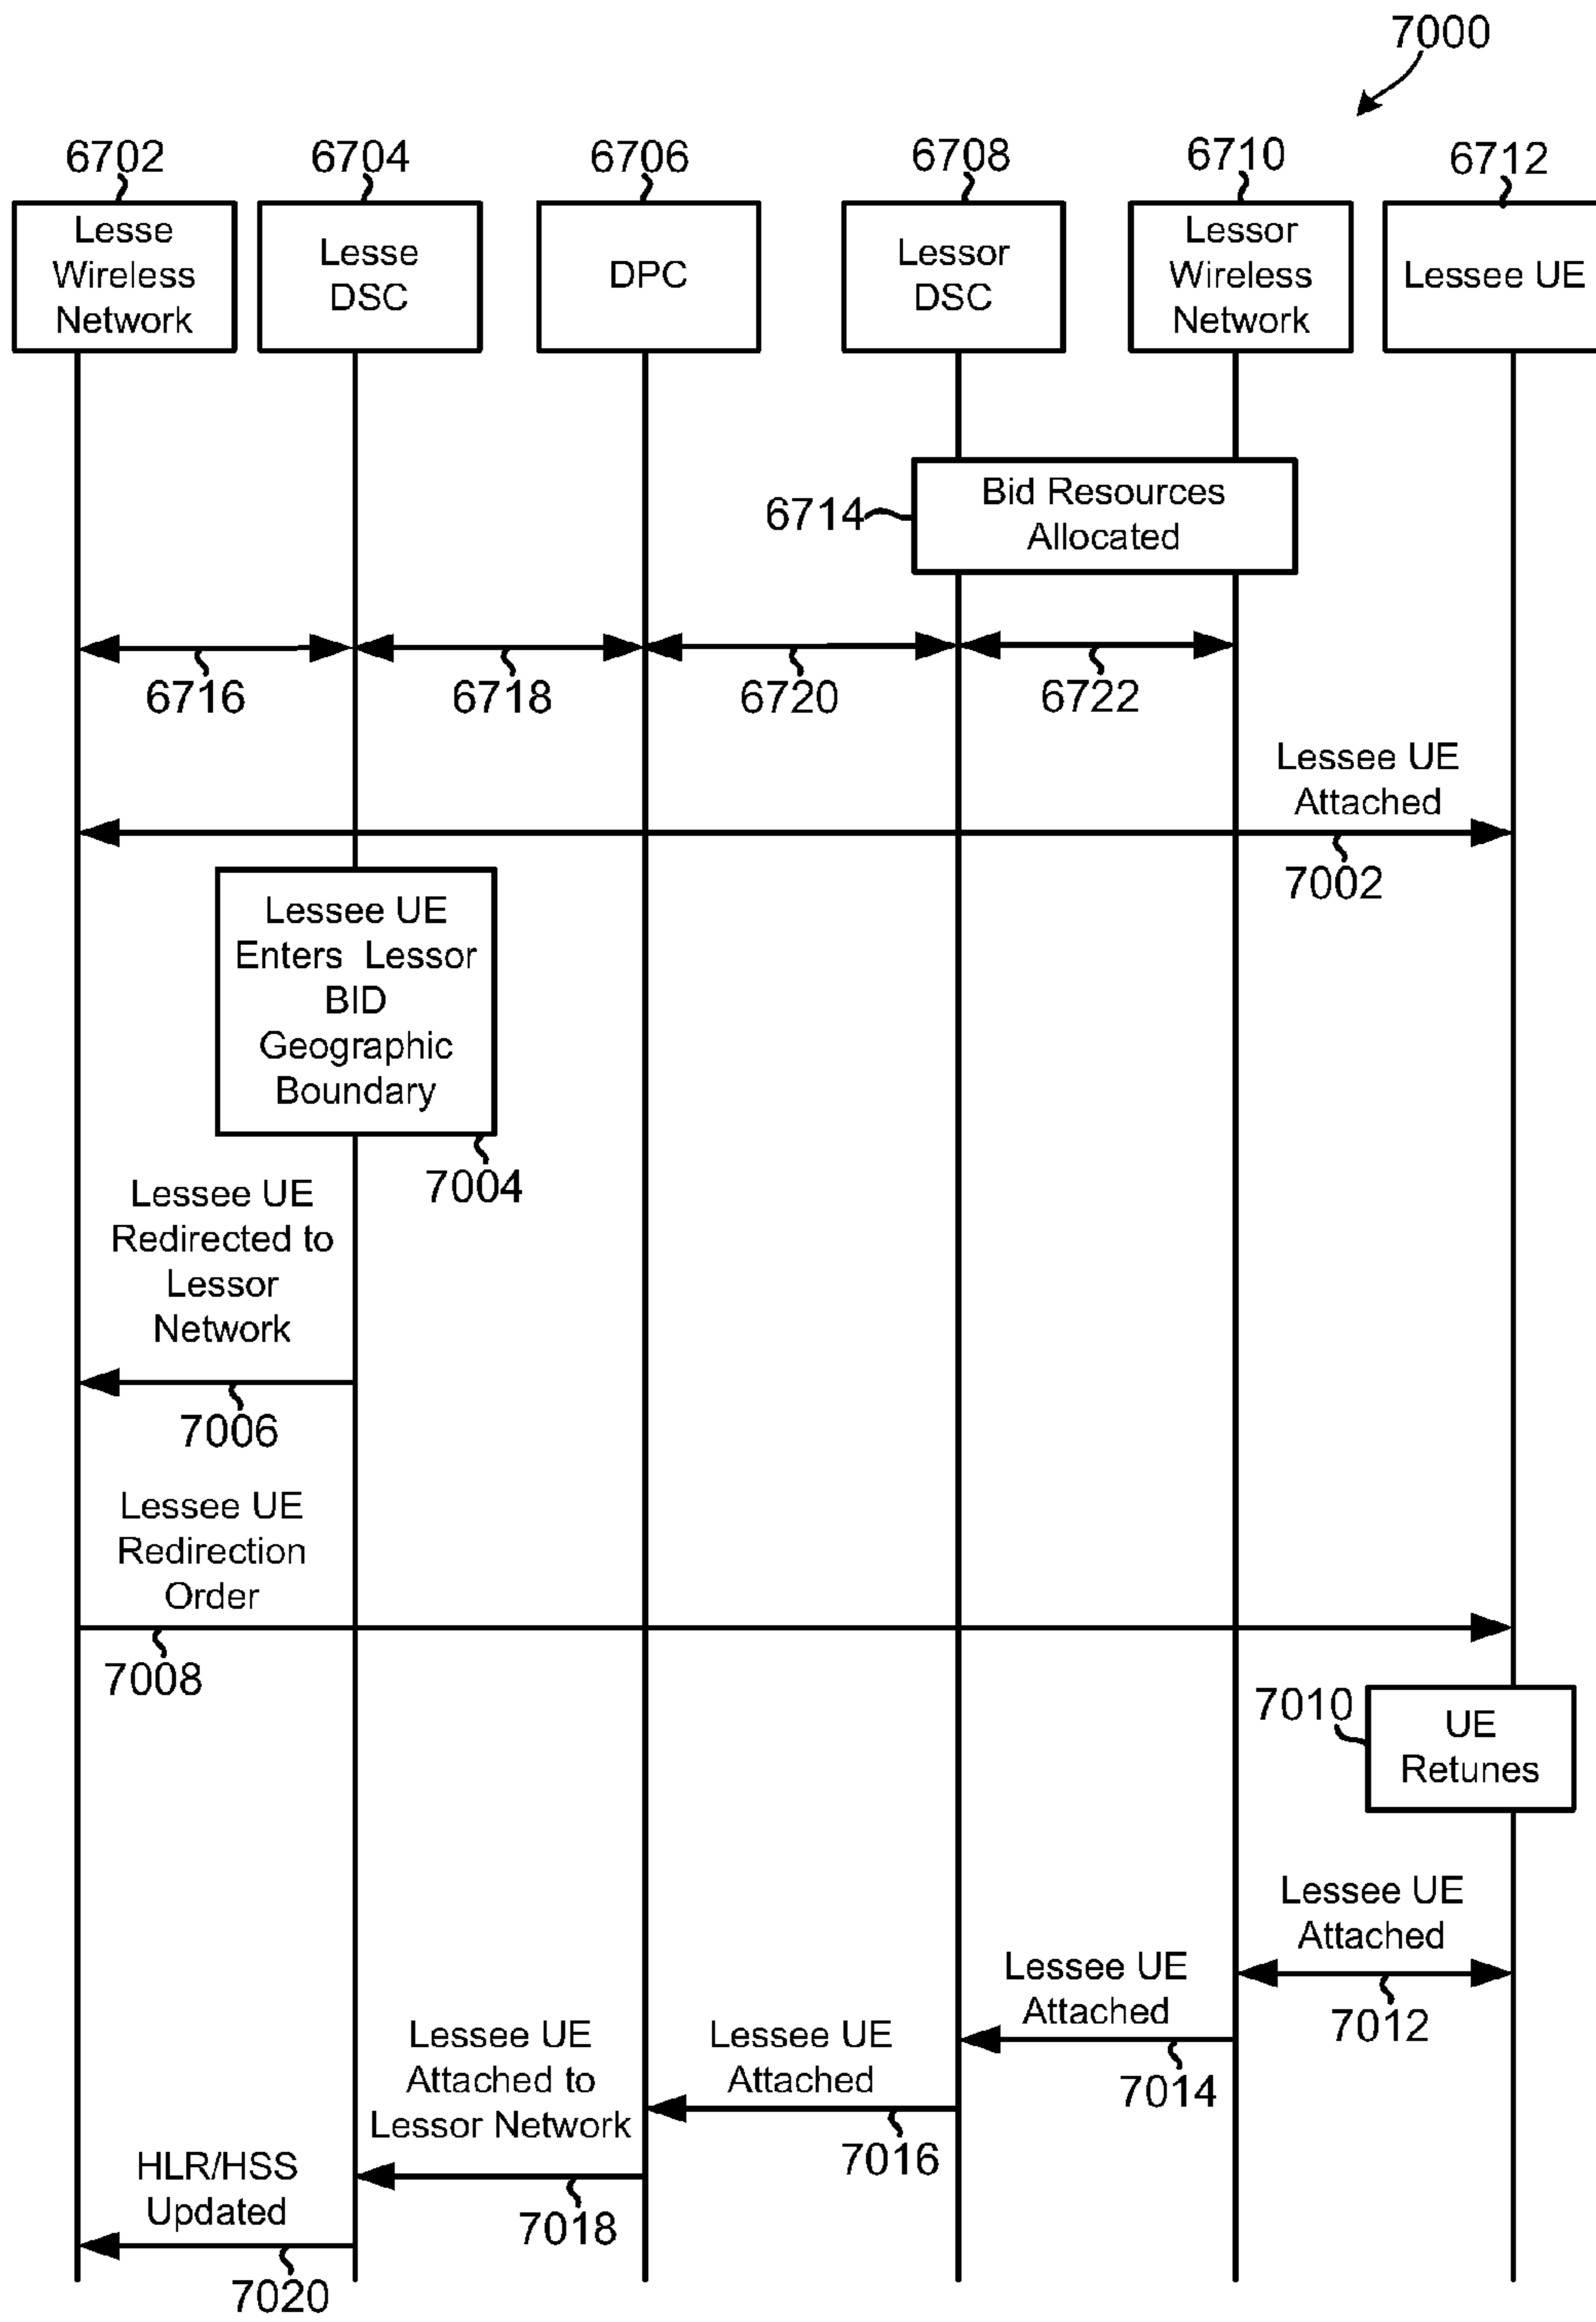 7000
6702
6704
6706
6708
6710
6712
Lesse
Wireless
Network
Lesse
DSC
DPC
Lessor
DSC
Lessor
Wireless
Network
Lessee UE
6714
Bid Resources
Allocated
6716
6718
6720
6722
Lessee UE
Attached
7002
Lessee UE
Enters Lessor
BID
Geographic
Boundary
7004
Lessee UE
Redirected to
Lessor
Network
7006
Lessee UE
Redirection
Order
7008
7010
UE
Retunes
Lessee UE
Attached
7012
Lessee UE
Attached
7014
Lessee UE
Attached
7016
Lessee UE
Attached to
Lessor Network
7018
HLR/HSS
Updated
7020